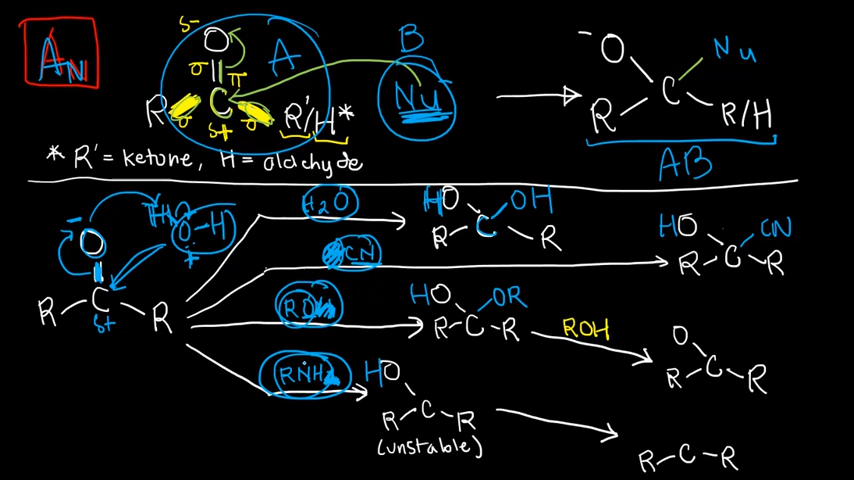 AN
δ-
O
A
B
σ π
R σ C σ R'/H*
δ+
Nu
-O Nu
C
R R/H
AB
* R' = ketone, H = aldehyde
H2O
HO OH
C
R R
-
O
H O-H
+
R C R
δ+
CN
HO CN
R C R
ROH
HO OR
R C R
ROH
O
R C R
RNH2
HO
R C R
(unstable)
R C R